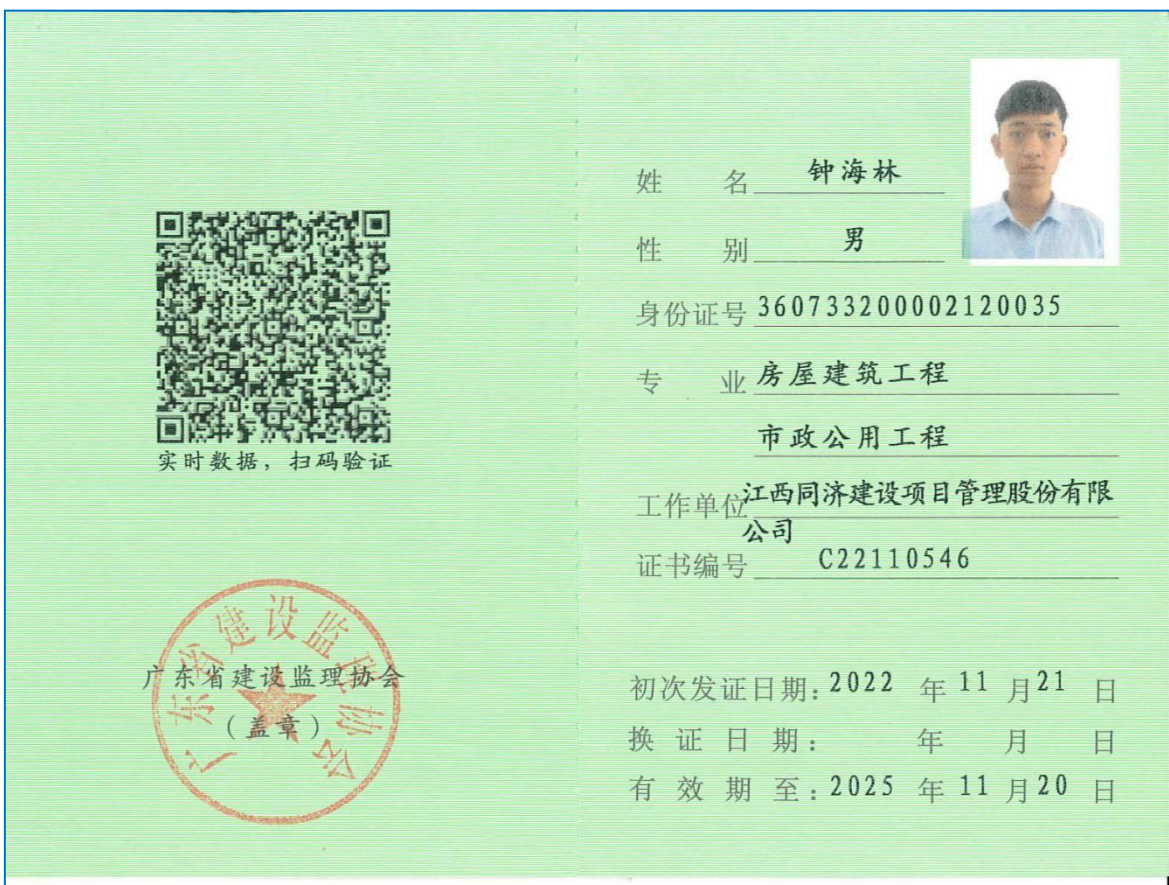 实时数据，扫码验证
广东省建设监理协会
广东省建设监理协会
（盖章）
姓 名 钟海林
性 别 男
身份证号 360733200002120035
专 业 房屋建筑工程
市政公用工程
工作单位 江西同济建设项目管理股份有限
公司
证书编号 C22110546
初次发证日期：2022 年 11 月 21 日
换证日期： 年 月 日
有效期至：2025 年 11 月 20 日